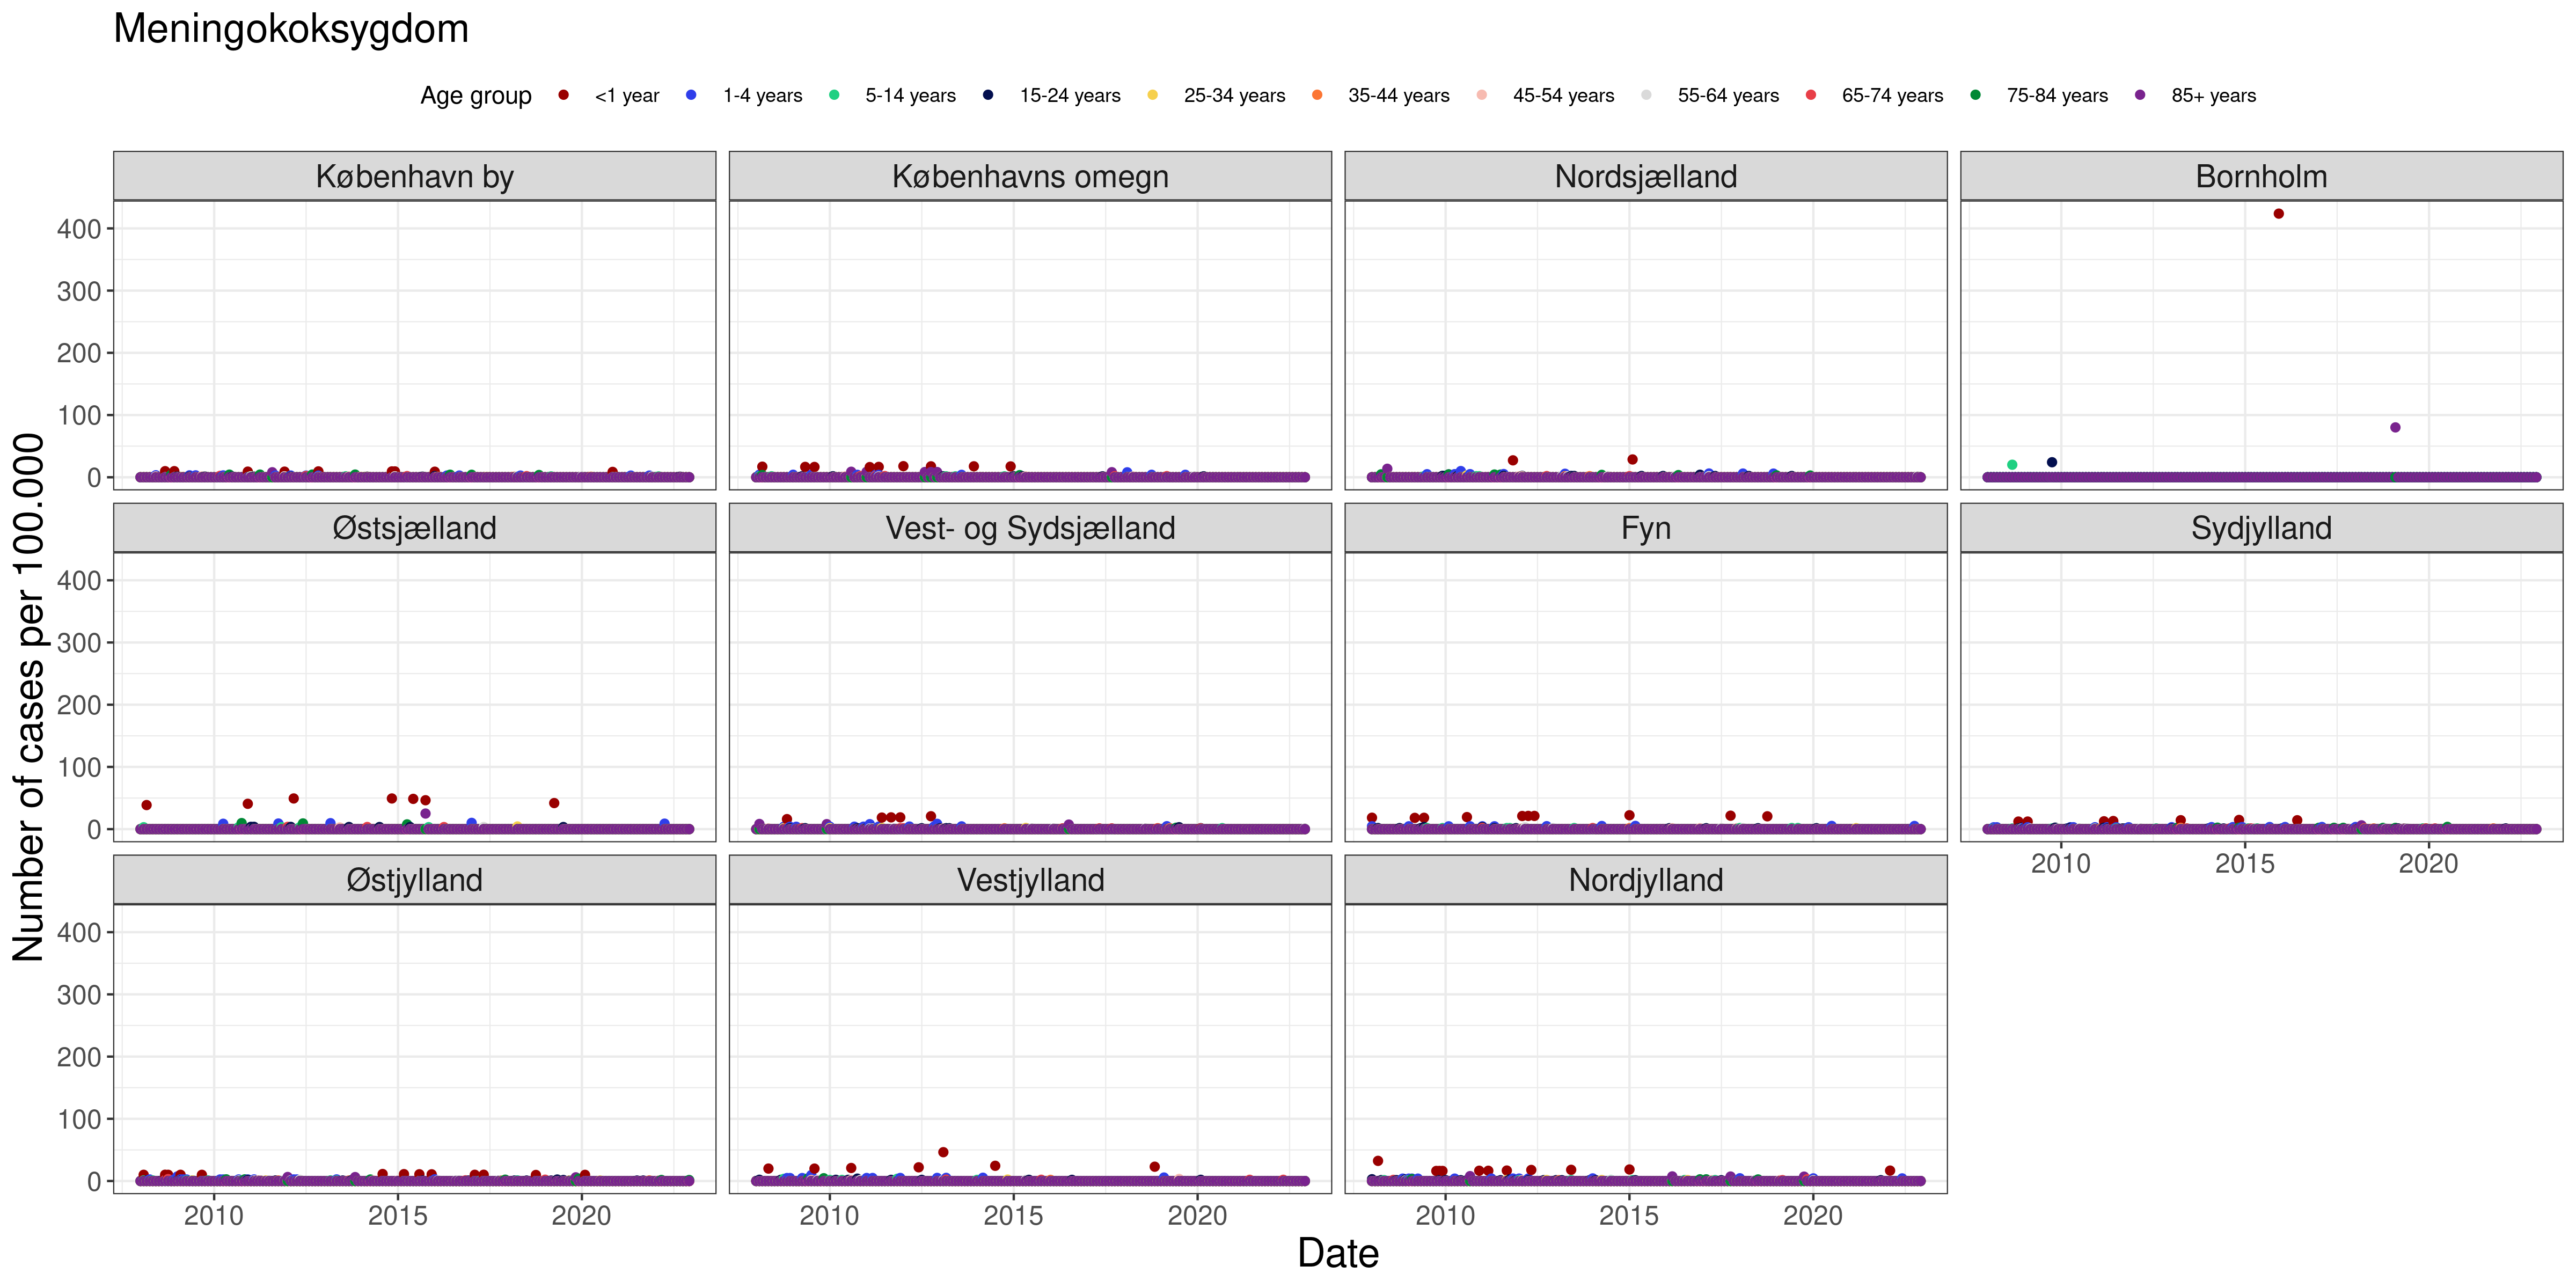 Meningokoksygdom
Age group <1 year 1-4 years 5-14 years 15-24 years 25-34 years 35-44 years 45-54 years 55-64 years 65-74 years 75-84 years 85+ years
København by Københavns omegn Nordsjælland Bornholm
400
300
200
100
0
Østsjælland Vest- og Sydsjælland Fyn Sydjylland
400
300
200
100
0
2010 2015 2020
Østjylland Vestjylland Nordjylland
400
300
200
100
0
2010 2015 2020 2010 2015 2020 2010 2015 2020
Date
Number of cases per 100.000